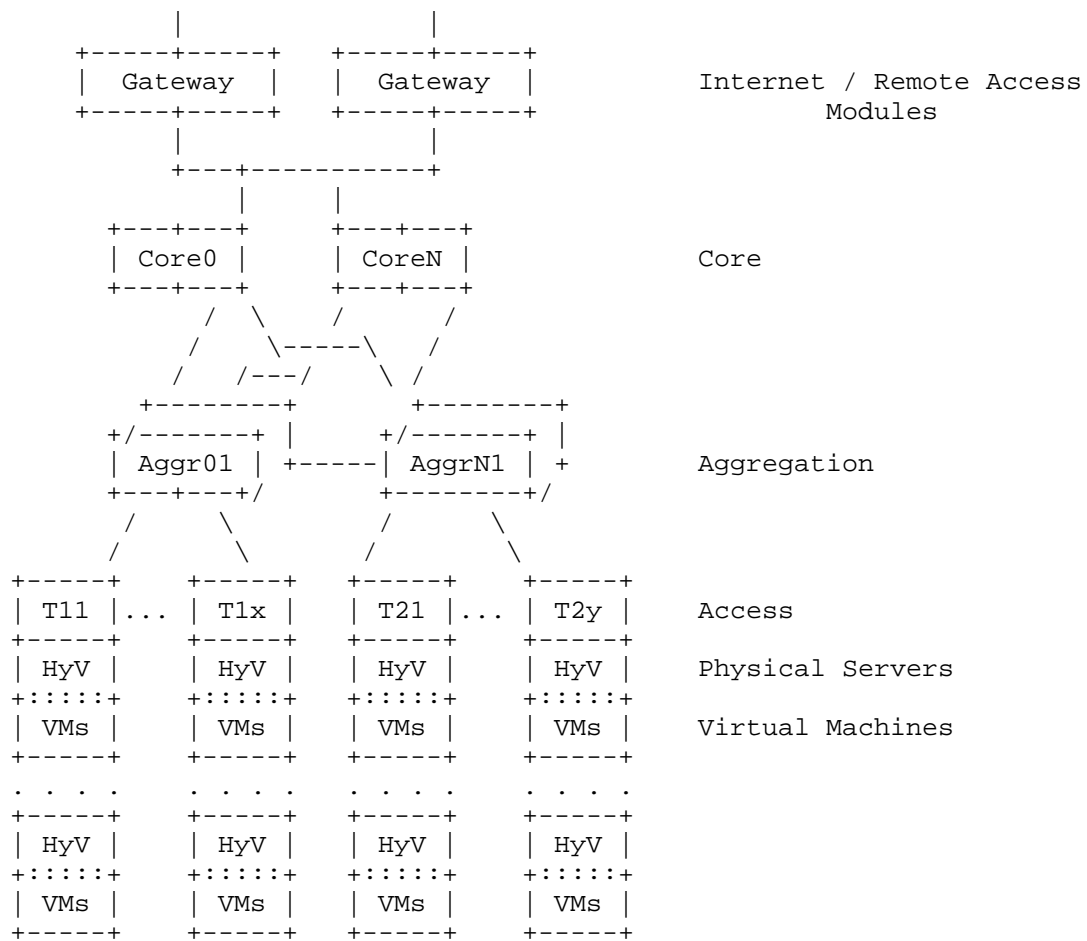 Gateway Gateway Internet / Remote Access
Modules
Core0 CoreN Core
Aggr01 AggrN1 Aggregation
T11 ... T1x T21 ... T2y Access
HyV HyV HyV HyV Physical Servers
VMs VMs VMs VMs Virtual Machines
. . . . . . . . . . . . . . . .
HyV HyV HyV HyV
VMs VMs VMs VMs